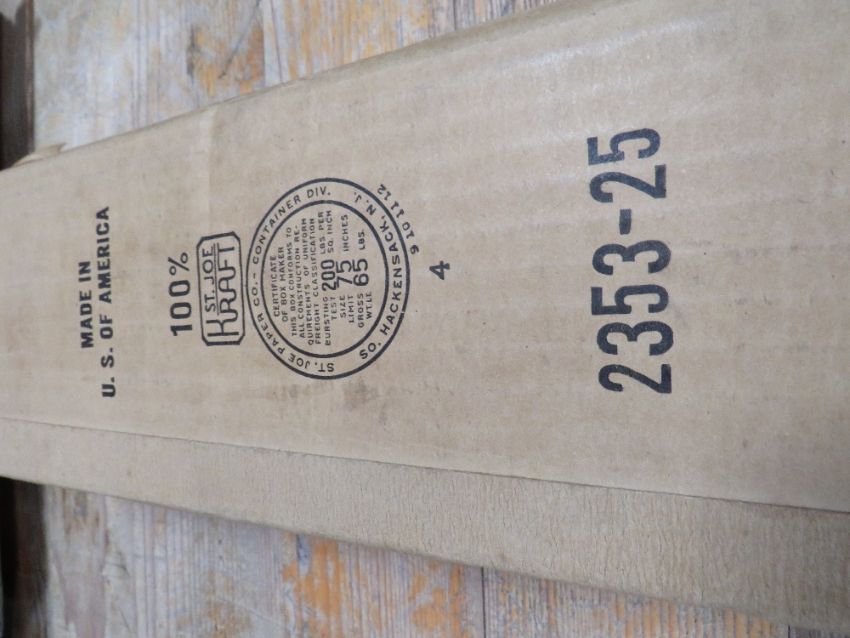 MADE IN
U. S. OF AMERICA
100%
ST. JOE
KRAFT
ST. JOE PAPER CO. - CONTAINER DIV.
CERTIFICATE
OF BOX MAKER
THIS BOX CONFORMS TO
ALL CONSTRUCTION RE-
QUIREMENTS OF UNIFORM
FREIGHT CLASSIFICATION
BURSTING TEST 200 LBS PER SQ. INCH
SIZE LIMIT 75 INCHES
GROSS WT LT. 65 LBS.
SO. HACKENSACK, N. J.
9 10 11 12
4
2353-25